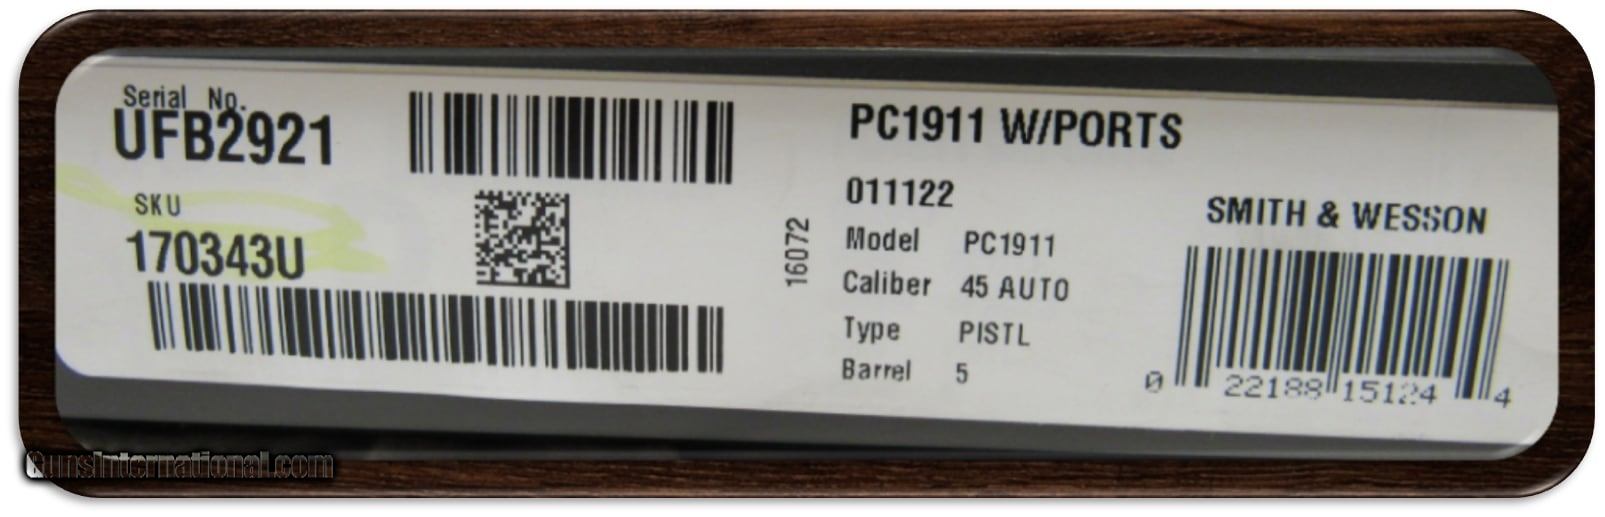 Serial No.
UFB2921
SKU
170343U
16072
PC1911 W/PORTS
011122
Model PC1911
Caliber 45 AUTO
Type PISTL
Barrel 5
SMITH & WESSON
0 22188 15124 4
GunsInternational.com